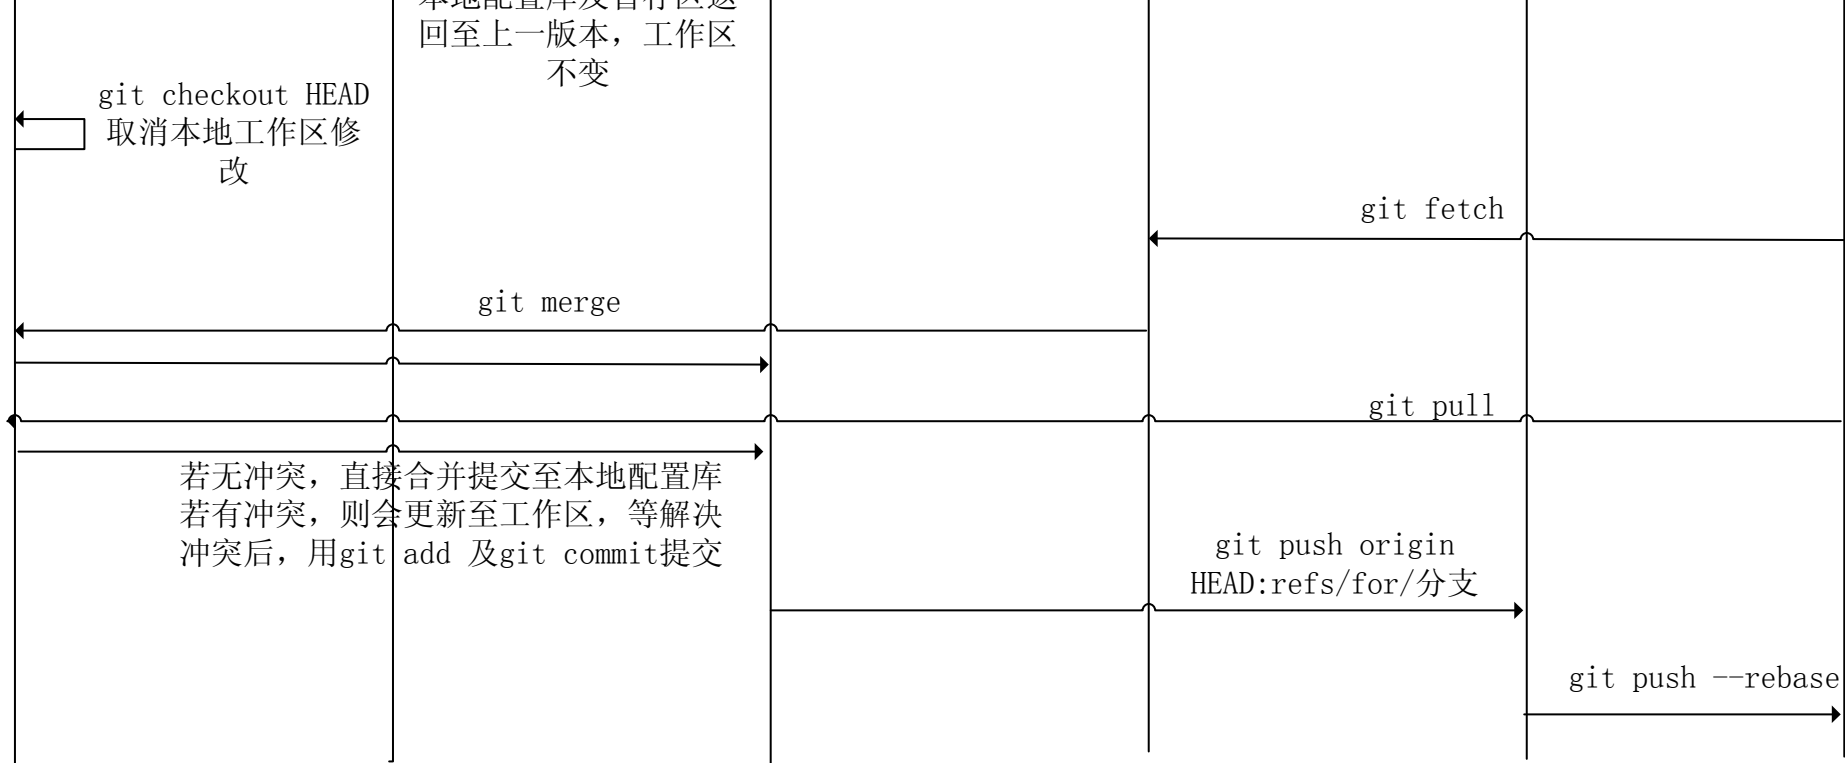 回至上一版本，工作区
不变
git checkout HEAD
取消本地工作区修
改
git fetch
git merge
git pull
若无冲突，直接合并提交至本地配置库
若有冲突，则会更新至工作区，等解决
冲突后，用git add 及git commit提交
git push origin
HEAD:refs/for/分支
git push --rebase